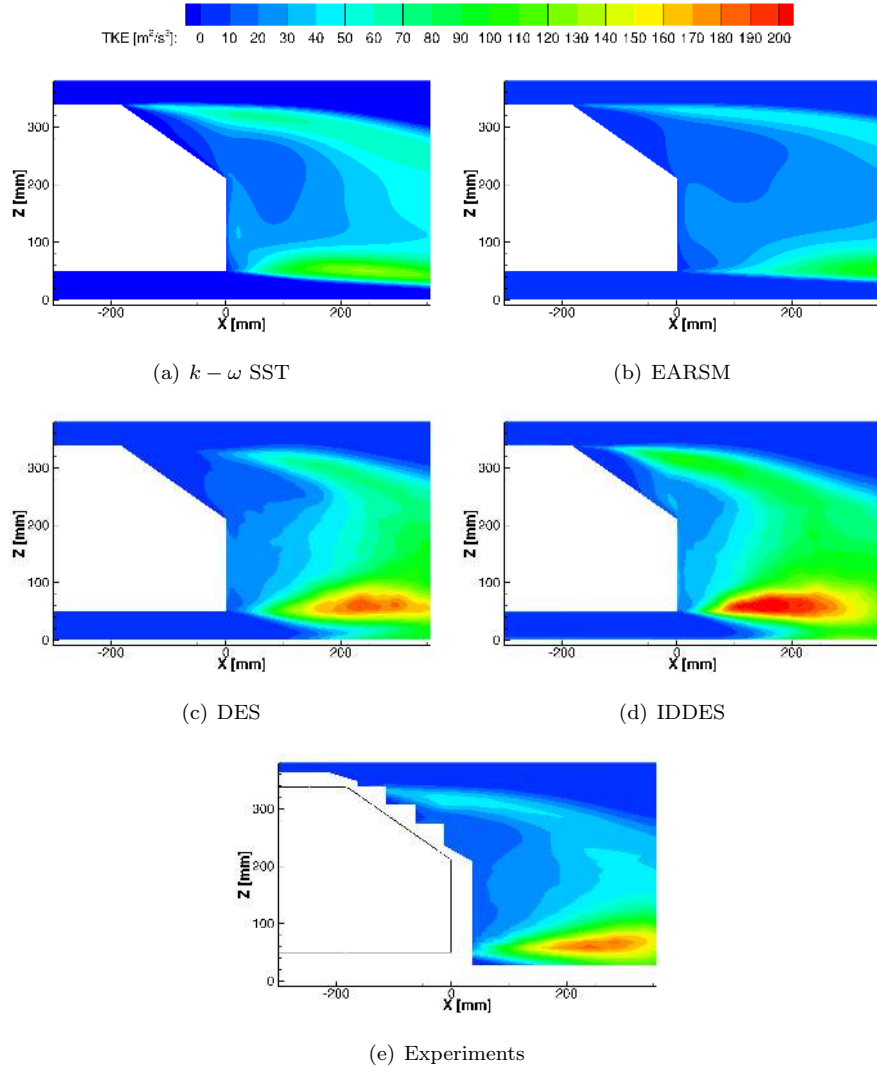 TKE [m²/s²]: 0 10 20 30 40 50 60 70 80 90 100 110 120 130 140 150 160 170 180 190 200
300
200
100
0
Z [mm]
-200 0 200
X [mm]
(a) k − ω SST
300
200
100
0
Z [mm]
-200 0 200
X [mm]
(b) EARSM
300
200
100
0
Z [mm]
-200 0 200
X [mm]
(c) DES
300
200
100
0
Z [mm]
-200 0 200
X [mm]
(d) IDDES
300
200
100
0
Z [mm]
-200 0 200
X [mm]
(e) Experiments